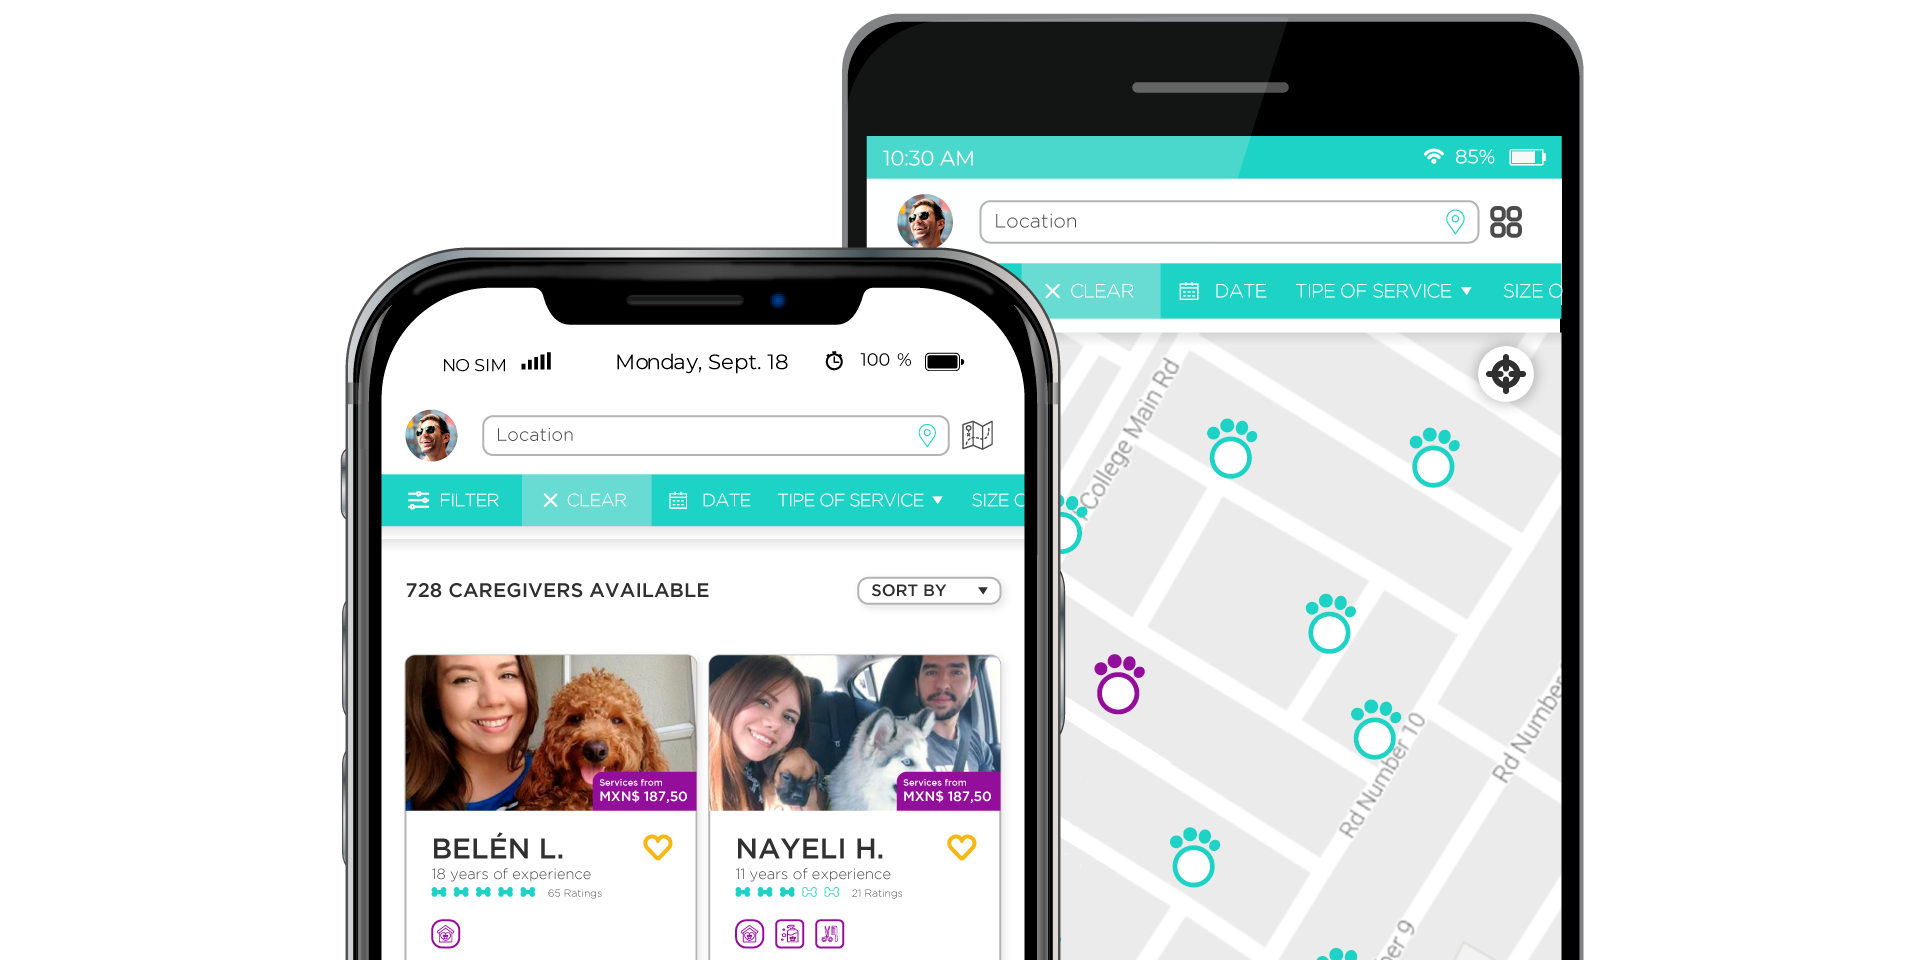 10:30 AM
85%
Location
CLEAR
DATE
TIPE OF SERVICE
SIZE O
College Main Rd
Rd Number 10
Rd Number
ber 9
NO SIM
Monday, Sept. 18
100 %
Location
FILTER
CLEAR
DATE
TIPE OF SERVICE
SIZE O
728 CAREGIVERS AVAILABLE
SORT BY
Services from
MXN$ 187,50
BELÉN L.
18 years of experience
65 Ratings
Services from
MXN$ 187,50
NAYELI H.
11 years of experience
21 Ratings